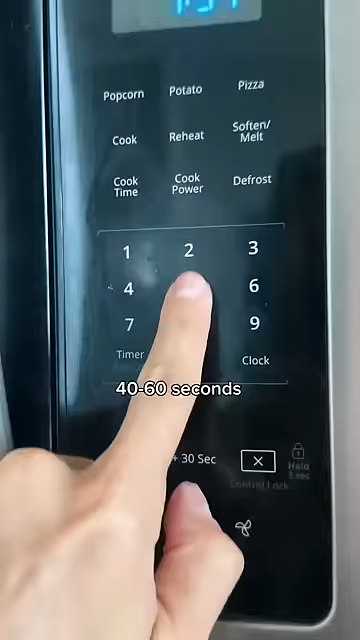 Popcorn Potato Pizza
Cook Reheat Soften/
Melt
Cook
Time Cook
Power Defrost
1 2 3
4 6
7 9
Timer Clock
40-60 seconds
+ 30 Sec X
Hold
3 sec
Control Lock